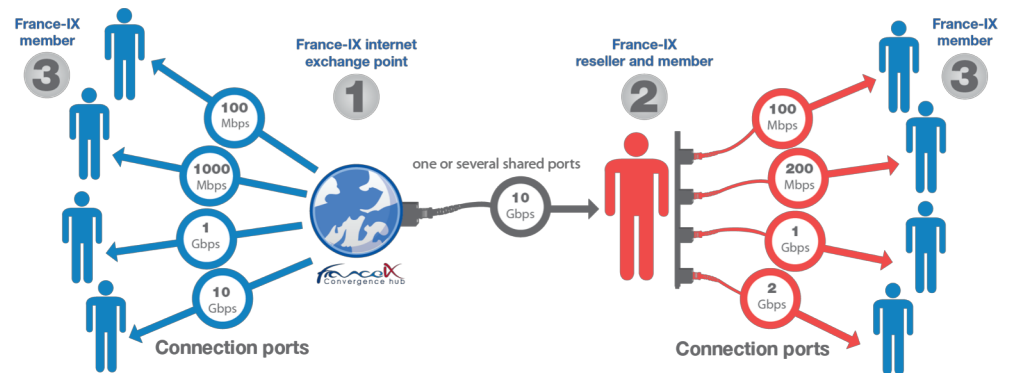 France-IX
member
3
100
Mbps
1000
Mbps
1
Gbps
10
Gbps
Connection ports
France-IX internet
exchange point
1
FranceIX
Convergence hub
one or several shared ports
10
Gbps
France-IX
reseller and member
2
100
Mbps
200
Mbps
1
Gbps
2
Gbps
Connection ports
France-IX
member
3